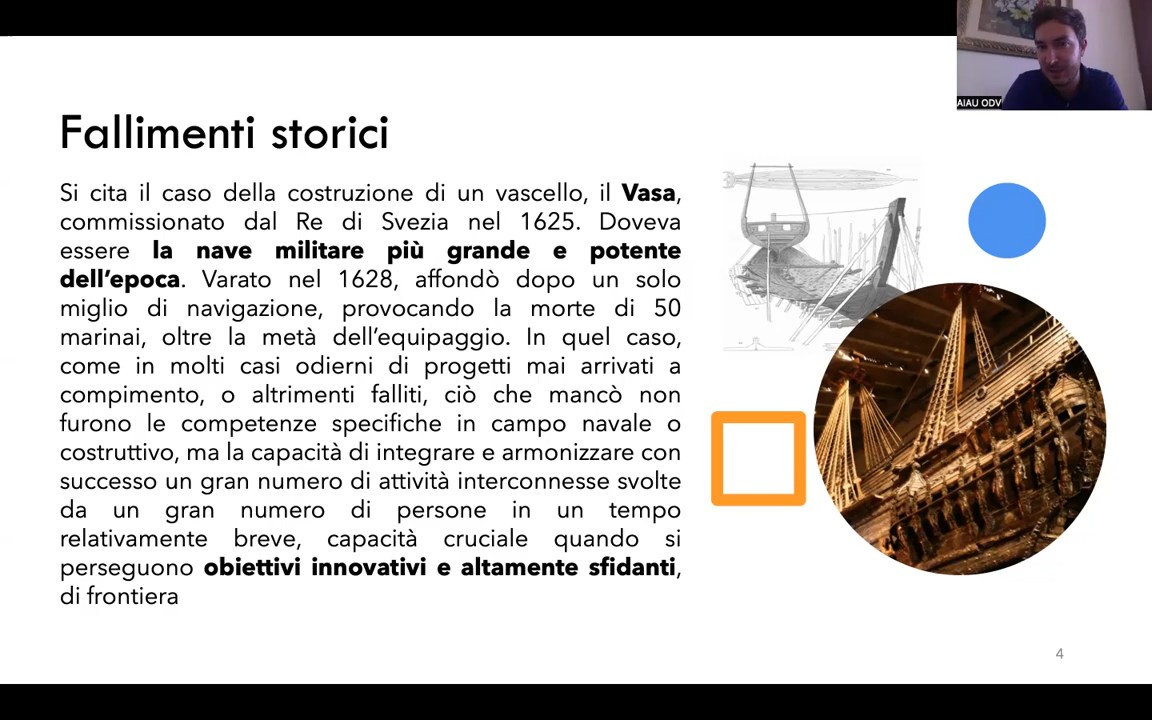 AIAU ODV
Fallimenti storici
Si cita il caso della costruzione di un vascello, il Vasa,
commissionato dal Re di Svezia nel 1625. Doveva
essere la nave militare più grande e potente
dell’epoca. Varato nel 1628, affondò dopo un solo
miglio di navigazione, provocando la morte di 50
marinai, oltre la metà dell’equipaggio. In quel caso,
come in molti casi odierni di progetti mai arrivati a
compimento, o altrimenti falliti, ciò che mancò non
furono le competenze specifiche in campo navale o
costruttivo, ma la capacità di integrare e armonizzare con
successo un gran numero di attività interconnesse svolte
da un gran numero di persone in un tempo
relativamente breve, capacità cruciale quando si
perseguono obiettivi innovativi e altamente sfidanti,
di frontiera
4